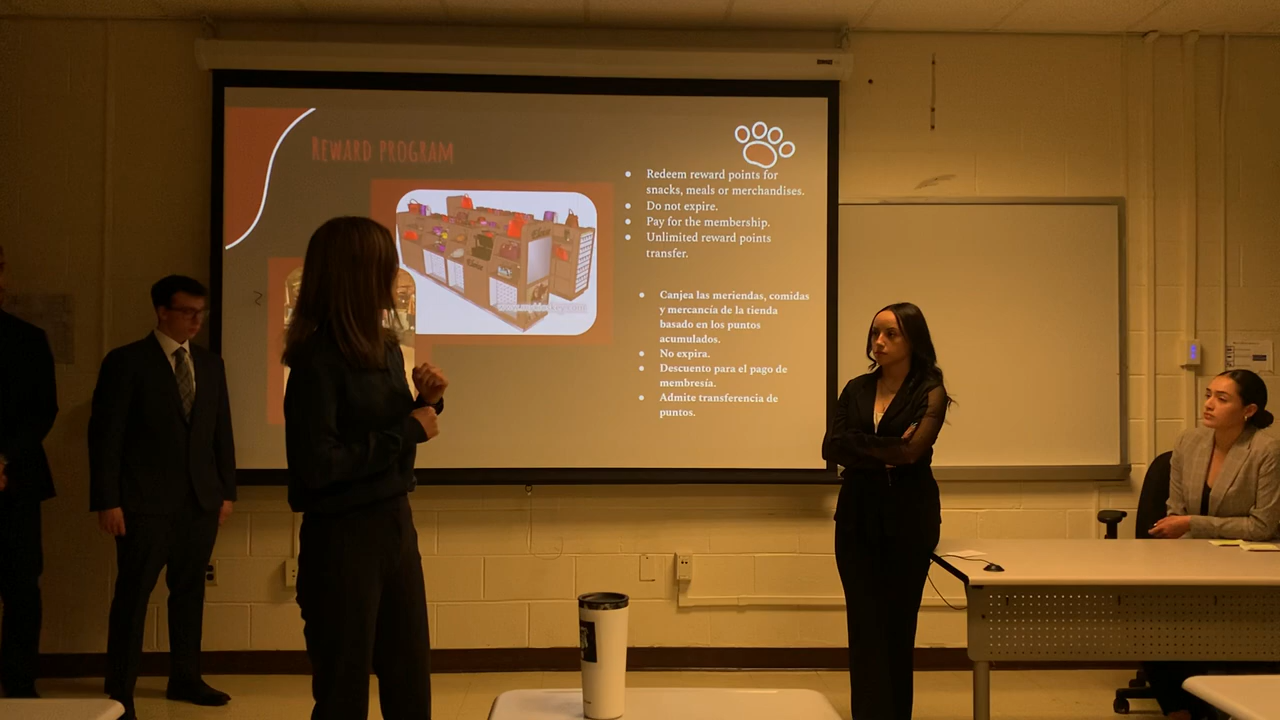 REWARD PROGRAM
Redeem reward points for
snacks, meals or merchandises.
Do not expire.
Pay for the membership.
Unlimited reward points
transfer.
Canjea las meriendas, comidas
y mercancía de la tienda
basado en los puntos
acumulados.
No expira.
Descuento para el pago de
membresía.
Admite transferencia de
puntos.